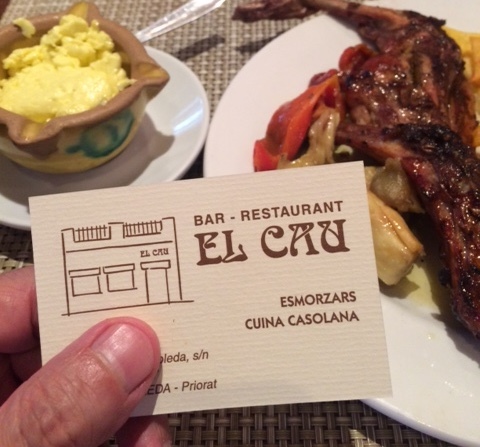 BAR - RESTAURANT
EL CAU
EL CAU
ESMORZARS
CUINA CASOLANA
s/n
- Priorat